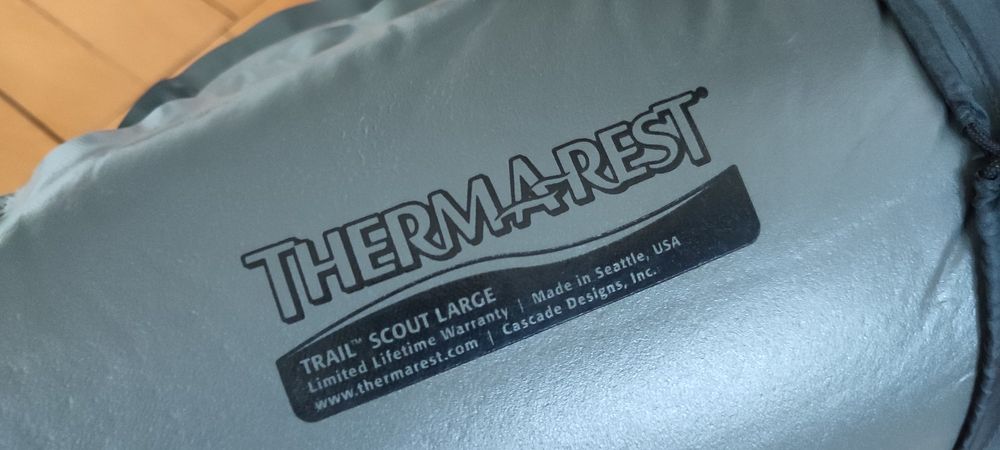 THERMAREST
TRAIL™ SCOUT LARGE
Limited Lifetime Warranty | Made in Seattle, USA
www.thermarest.com | Cascade Designs, Inc.